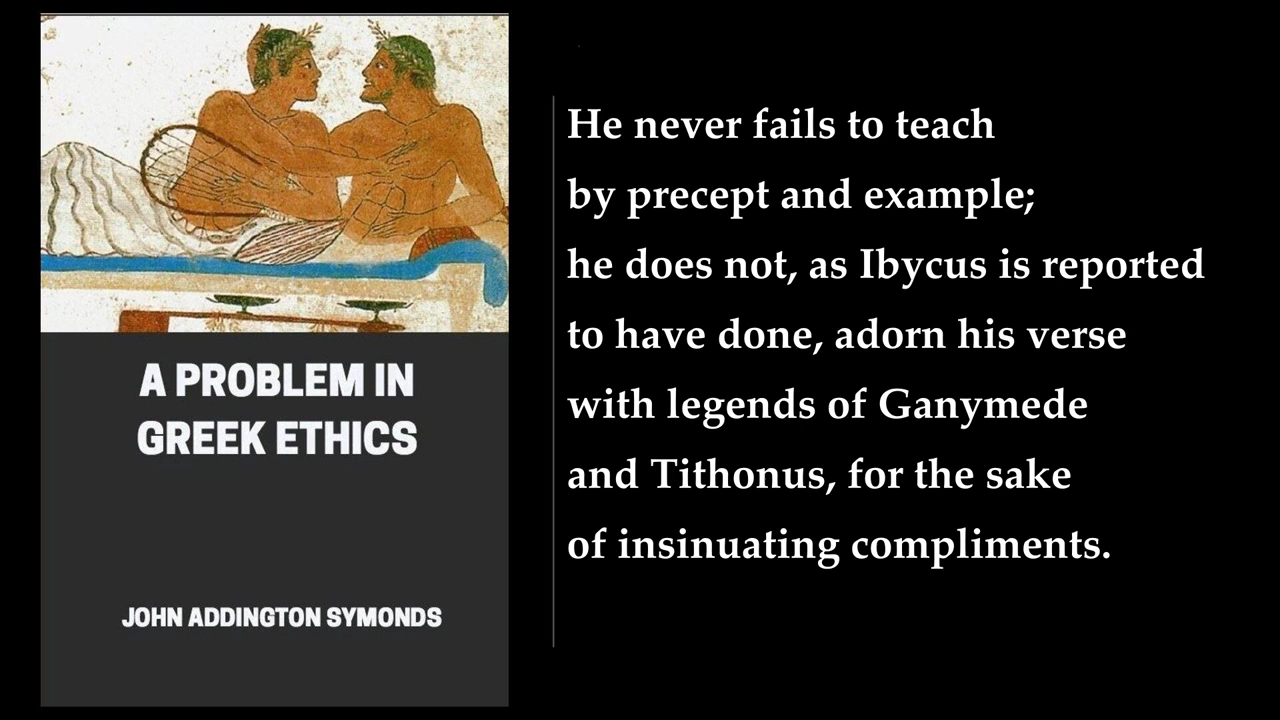 A PROBLEM IN
GREEK ETHICS
JOHN ADDINGTON SYMONDS
He never fails to teach
by precept and example;
he does not, as Ibycus is reported
to have done, adorn his verse
with legends of Ganymede
and Tithonus, for the sake
of insinuating compliments.